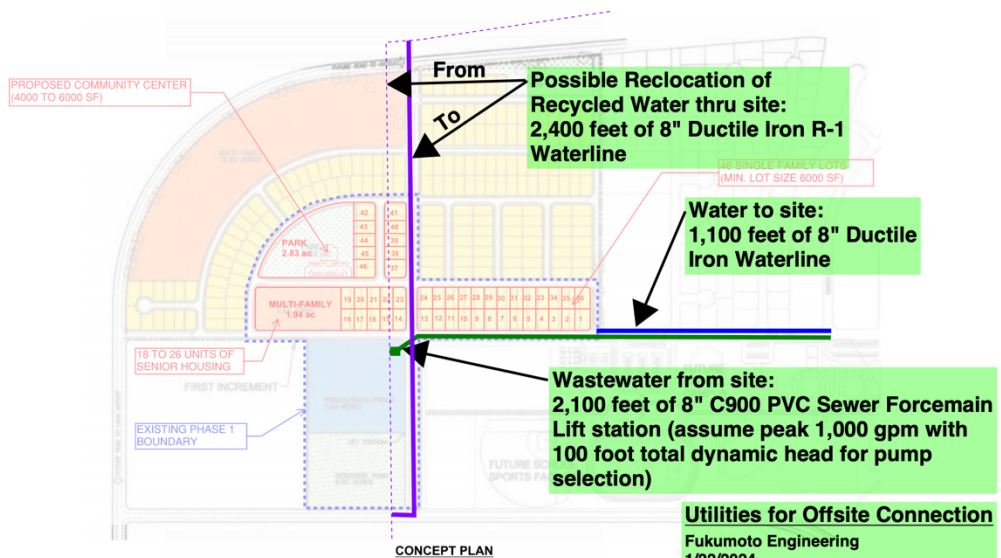 PROPOSED COMMUNITY CENTER
(4000 TO 6000 SF)
From
To
Possible Reclocation of
Recycled Water thru site:
2,400 feet of 8" Ductile Iron R-1
Waterline
46 SINGLE FAMILY LOTS
(MIN. LOT SIZE 6000 SF)
Water to site:
1,100 feet of 8" Ductile
Iron Waterline
PARK
2.63 ac
42 41
43 40
44 39
45 38
46 37
MULTI-FAMILY
1.94 ac
19 20 21 22 23
18 17 16 15 14
24 25 26 27 28 29 30 31 32 33 34 35 36
13 12 11 10 9 8 7 6 5 4 3 2 1
18 TO 26 UNITS OF
SENIOR HOUSING
FIRST INCREMENT
EXISTING PHASE 1
BOUNDARY
Wastewater from site:
2,100 feet of 8" C900 PVC Sewer Forcemain
Lift station (assume peak 1,000 gpm with
100 foot total dynamic head for pump
selection)
FUTURE
FUTURE SCHOOL
SPORTS
Utilities for Offsite Connection
Fukumoto Engineering
1/22/2024
CONCEPT PLAN